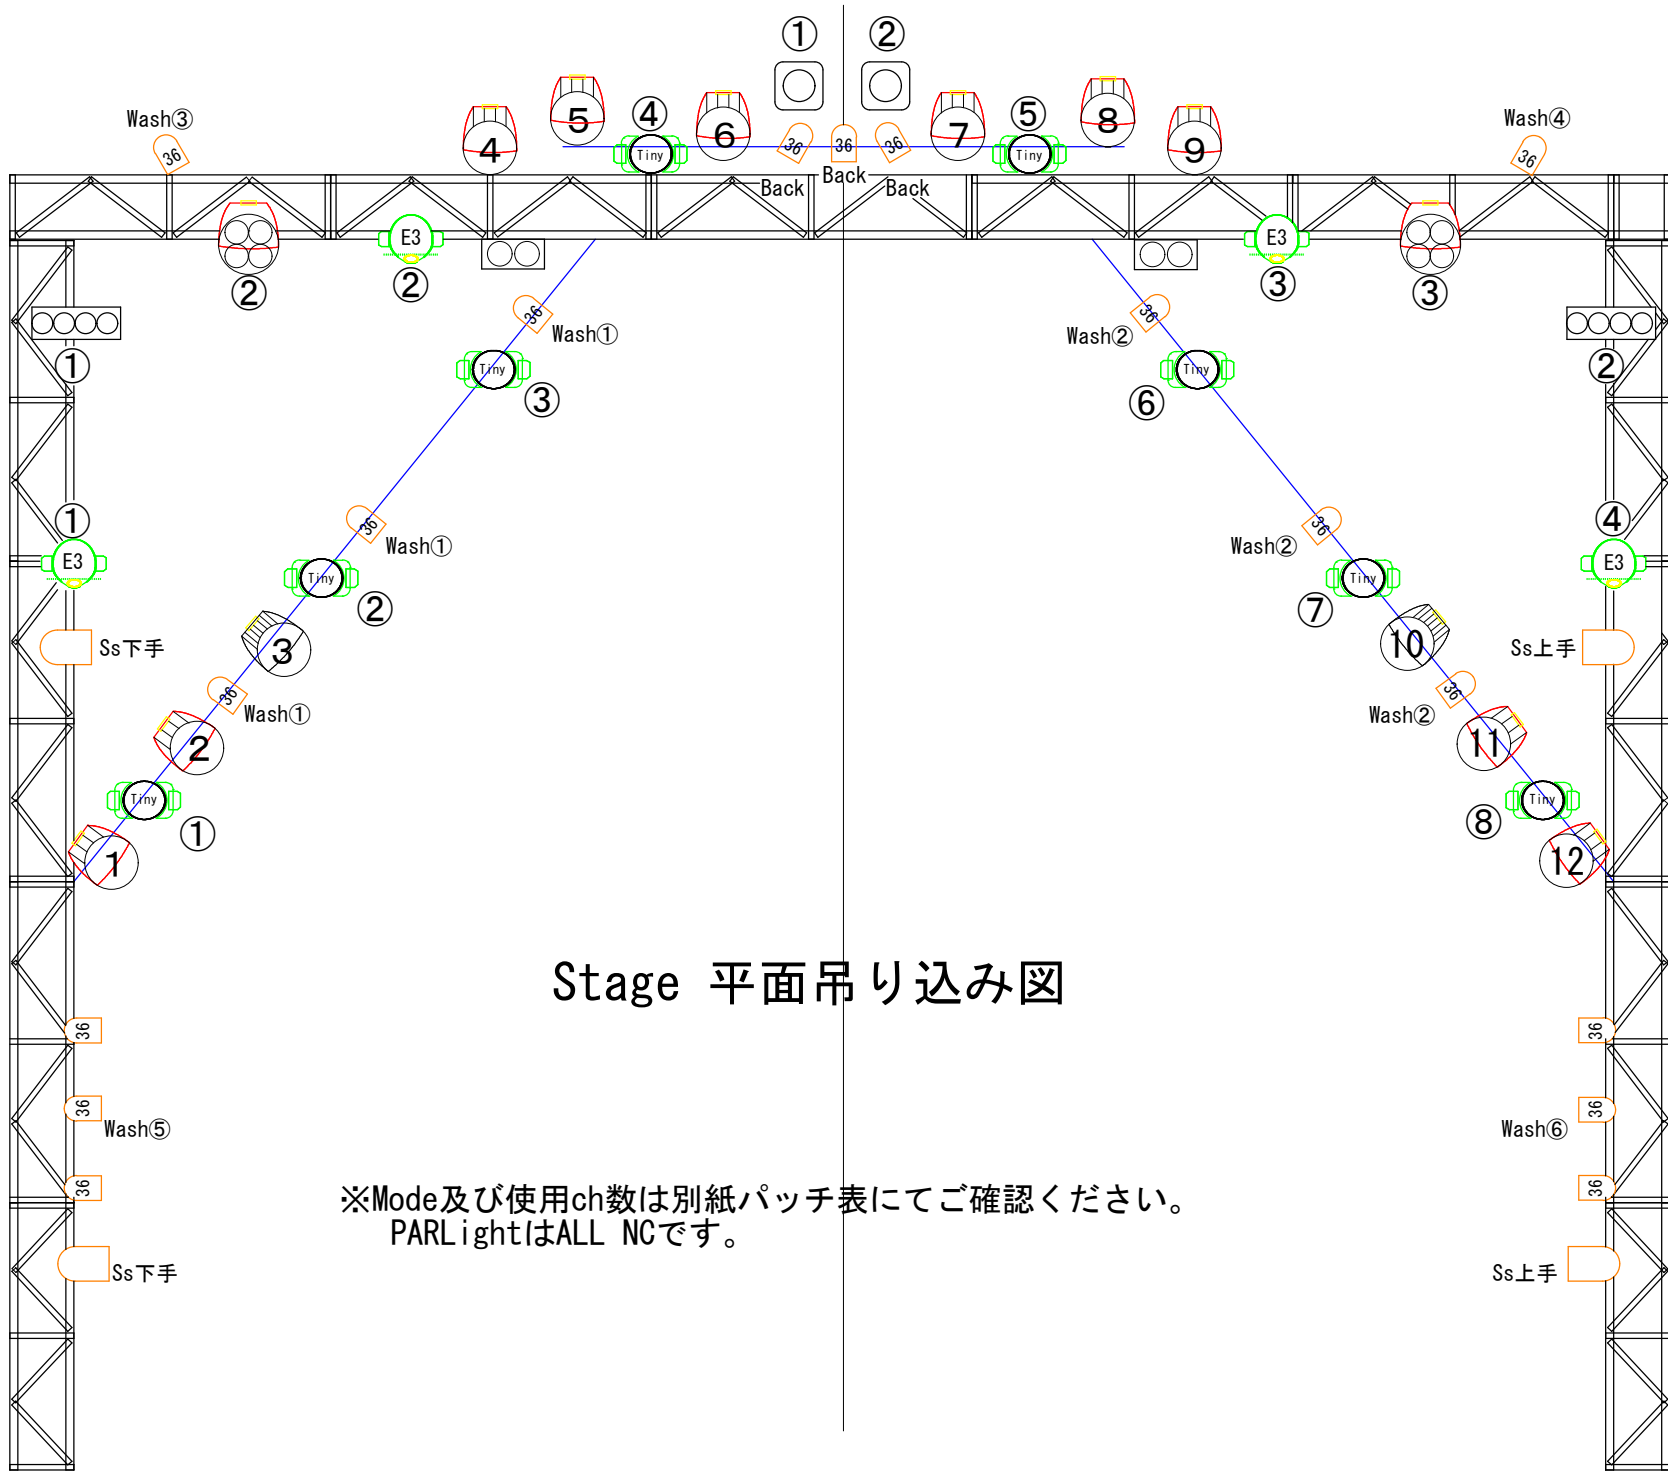 ① ②
Wash③ 4 5 ④ Tiny 6 36 36 36 7 ⑤ Tiny 8 9 Wash④
36 36
Back Back Back
E3 E3
② ② ③ ③
36 Wash① 36 Wash②
① ②
Tiny ③ Tiny ⑥
① ④
36 Wash① 36 Wash②
E3 E3
Tiny ② Tiny ⑦
Ss下手 3 10 Ss上手
36 Wash① 36 Wash②
2 11
Tiny ① Tiny ⑧
1 12
Stage 平面吊り込み図
36 36
36 36
Wash⑤ Wash⑥
36 36
※Mode及び使用ch数は別紙パッチ表にてご確認ください。
PARLightはALL NCです。
Ss下手 Ss上手